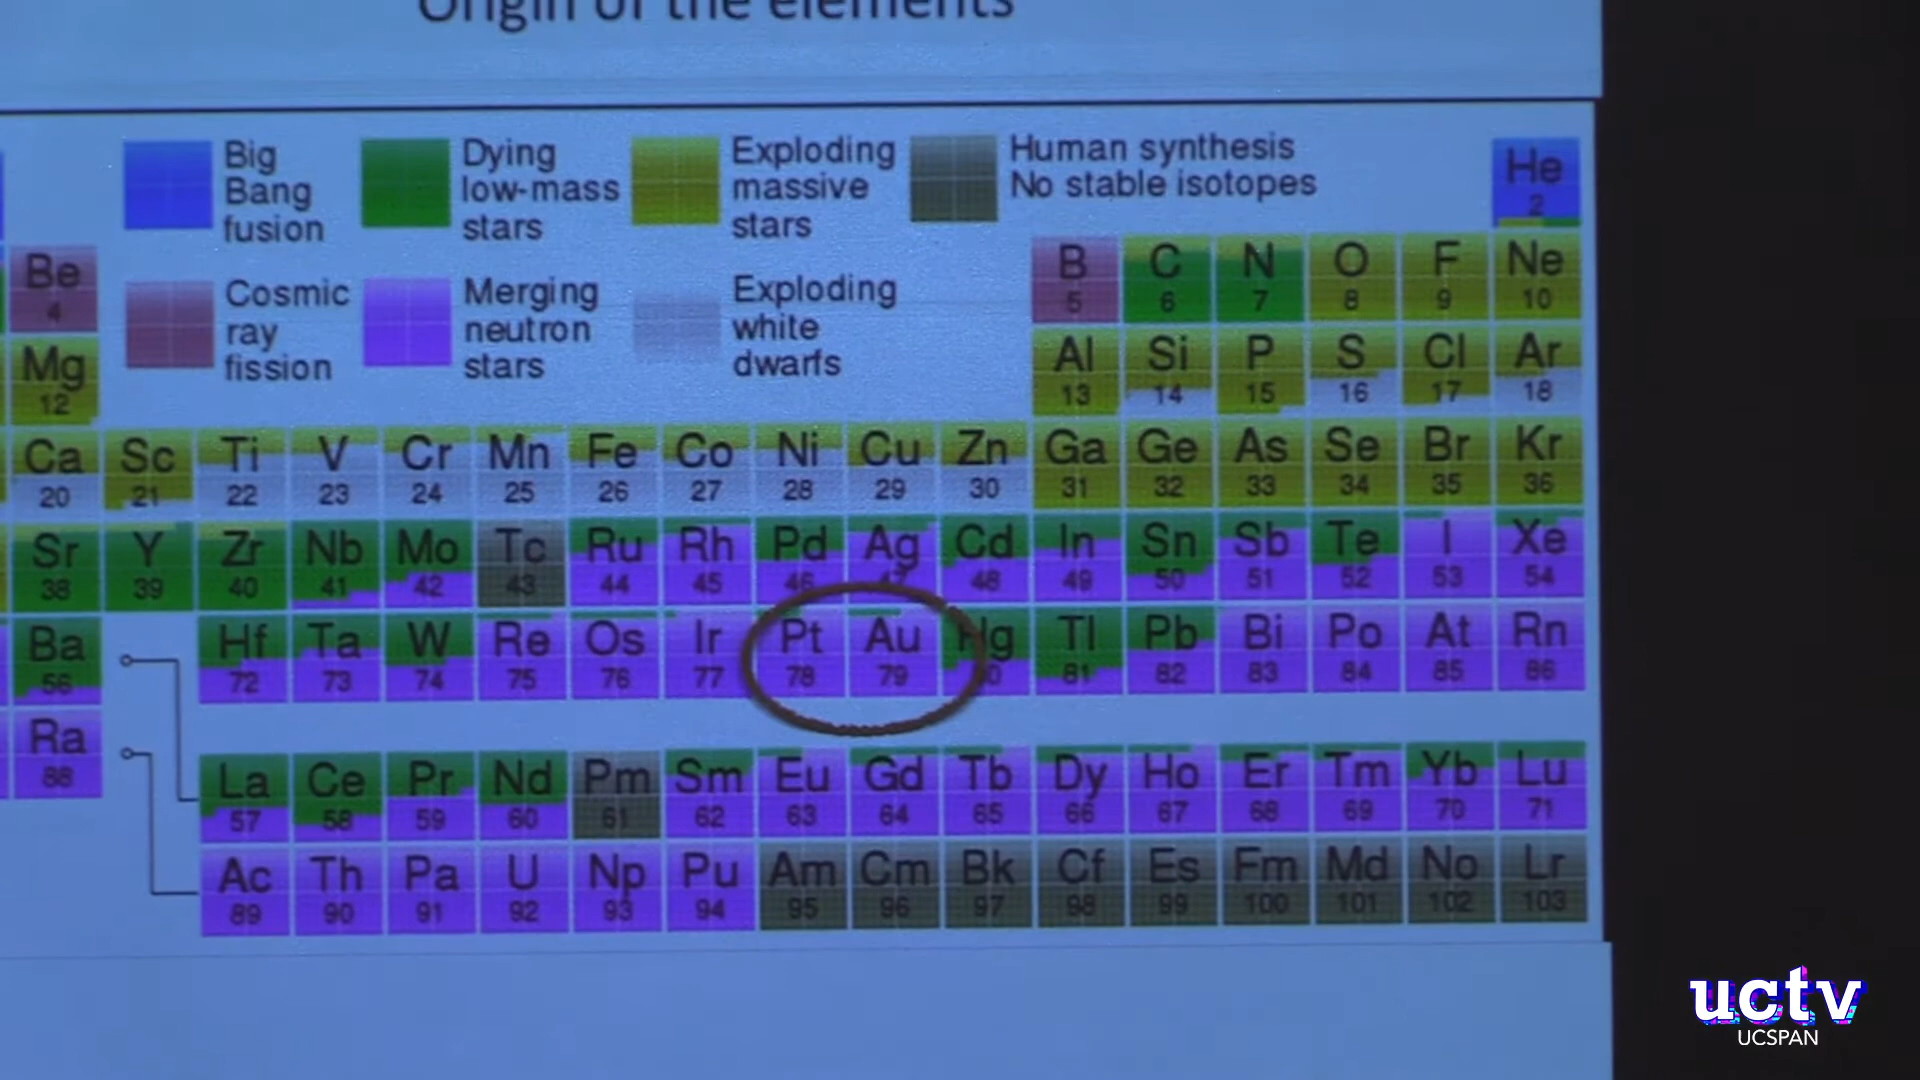 Origin of the elements
Big Bang fusion
Dying low-mass stars
Exploding massive stars
Human synthesis
No stable isotopes
Cosmic ray fission
Merging neutron stars
Exploding white dwarfs
He
2
Be B C N O F Ne
4 5 6 7 8 9 10
Mg Al Si P S Cl Ar
12 13 14 15 16 17 18
Ca Sc Ti V Cr Mn Fe Co Ni Cu Zn Ga Ge As Se Br Kr
20 21 22 23 24 25 26 27 28 29 30 31 32 33 34 35 36
Sr Y Zr Nb Mo Tc Ru Rh Pd Ag Cd In Sn Sb Te I Xe
38 39 40 41 42 43 44 45 46 47 48 49 50 51 52 53 54
Ba Hf Ta W Re Os Ir Pt Au Hg Tl Pb Bi Po At Rn
56 72 73 74 75 76 77 78 79 80 81 82 83 84 85 86
Ra
88
La Ce Pr Nd Pm Sm Eu Gd Tb Dy Ho Er Tm Yb Lu
57 58 59 60 61 62 63 64 65 66 67 68 69 70 71
Ac Th Pa U Np Pu Am Cm Bk Cf Es Fm Md No Lr
89 90 91 92 93 94 95 96 97 98 99 100 101 102 103
uctv
UCSPAN